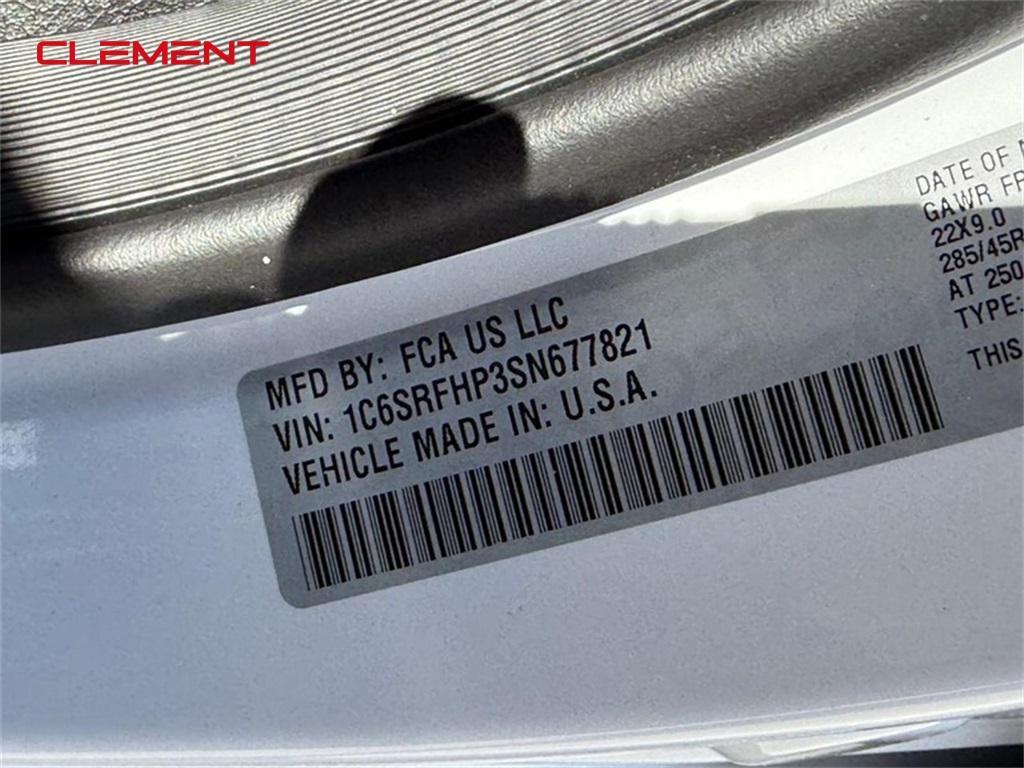 CLEMENT
MFD BY: FCA US LLC
VIN: 1C6SRFHP3SN677821
VEHICLE MADE IN: U.S.A.
DATE OF
GAWR
22X9.0
285/45R
AT 250
TYPE:
THIS